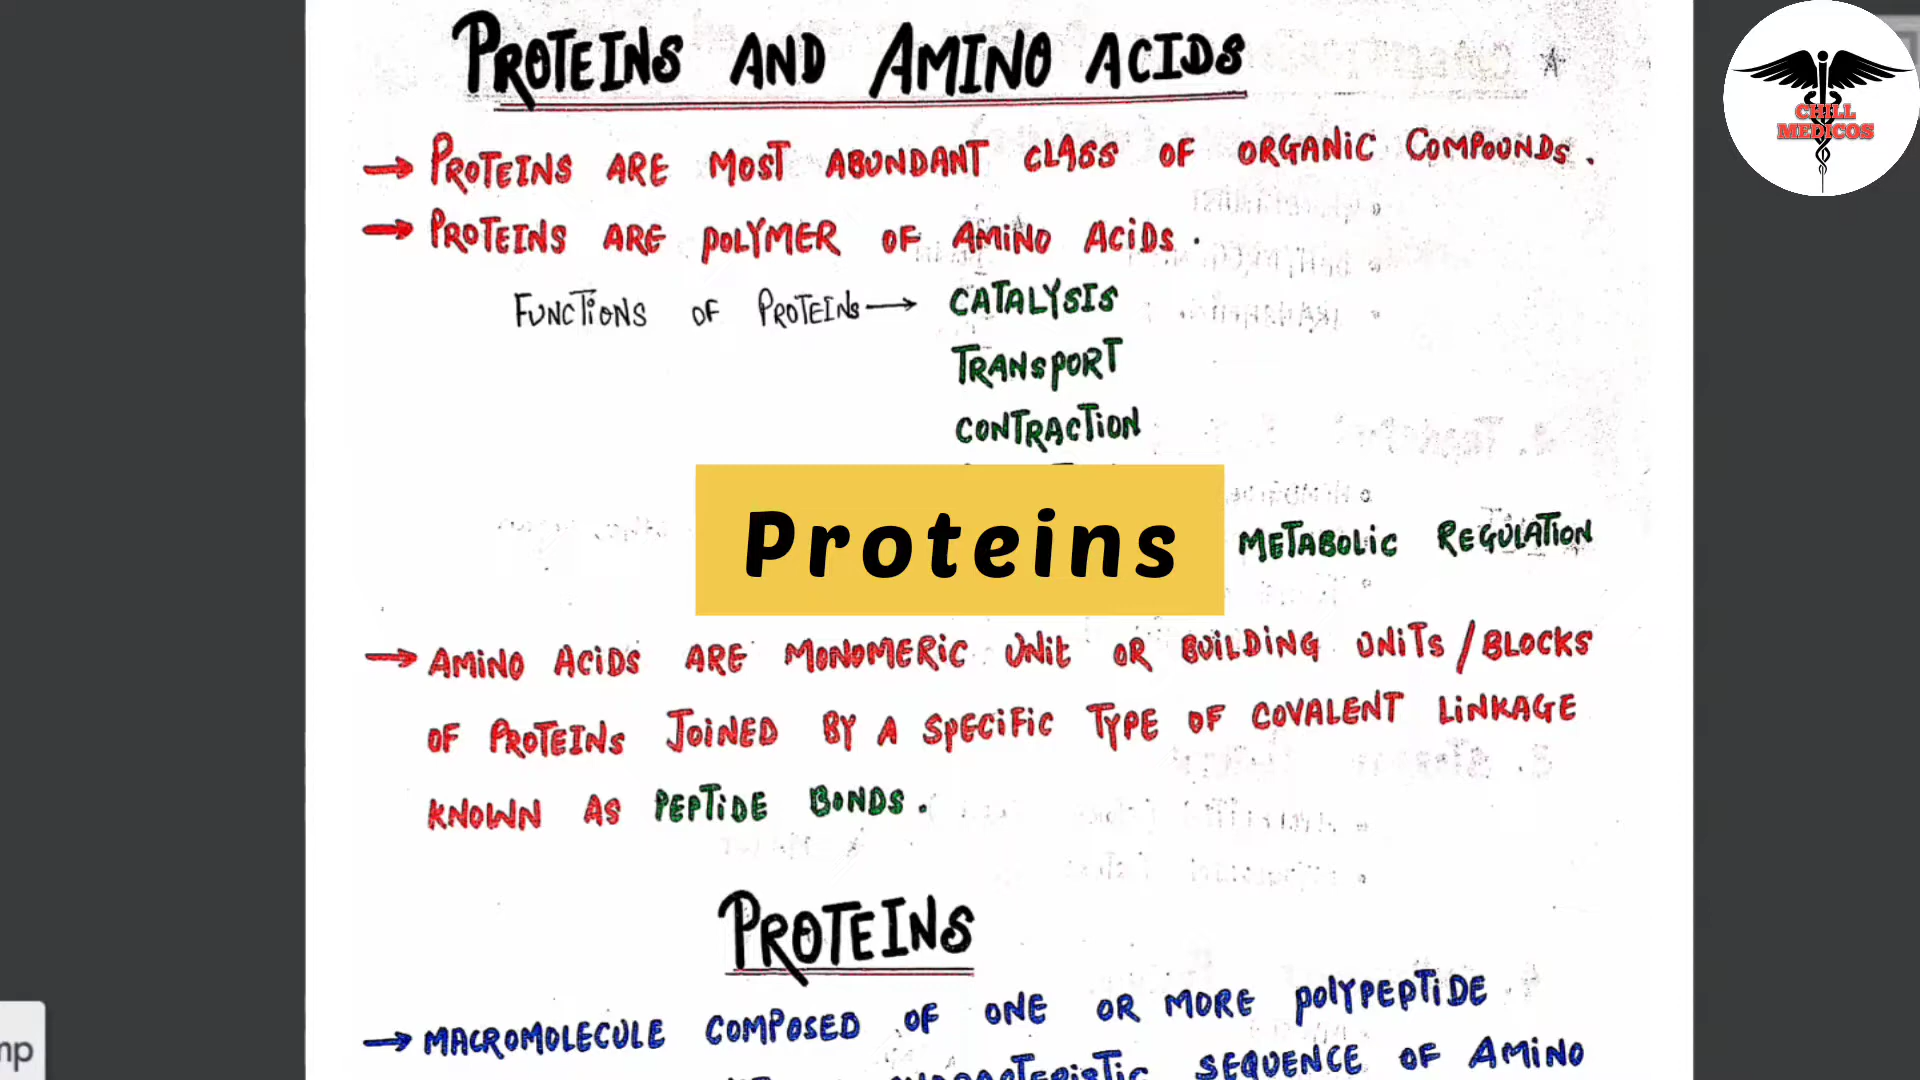 PROTEINS AND AMINO ACIDS
→ PROTEINS ARE MOST ABUNDANT CLASS OF ORGANIC COMPOUNDS.
→ PROTEINS ARE POLYMER OF AMINO ACIDS.
FUNCTIONS OF PROTEINS → CATALYSIS
TRANSPORT
CONTRACTION
Proteins
METABOLIC REGULATION
→ AMINO ACIDS ARE MONOMERIC UNIT OR BUILDING UNITS / BLOCKS
OF PROTEINS JOINED BY A SPECIFIC TYPE OF COVALENT LINKAGE
KNOWN AS PEPTIDE BONDS.
PROTEINS
→ MACROMOLECULE COMPOSED OF ONE OR MORE POLYPEPTIDE
SEQUENCE OF AMINO
CHILL
MEDICOS
mp